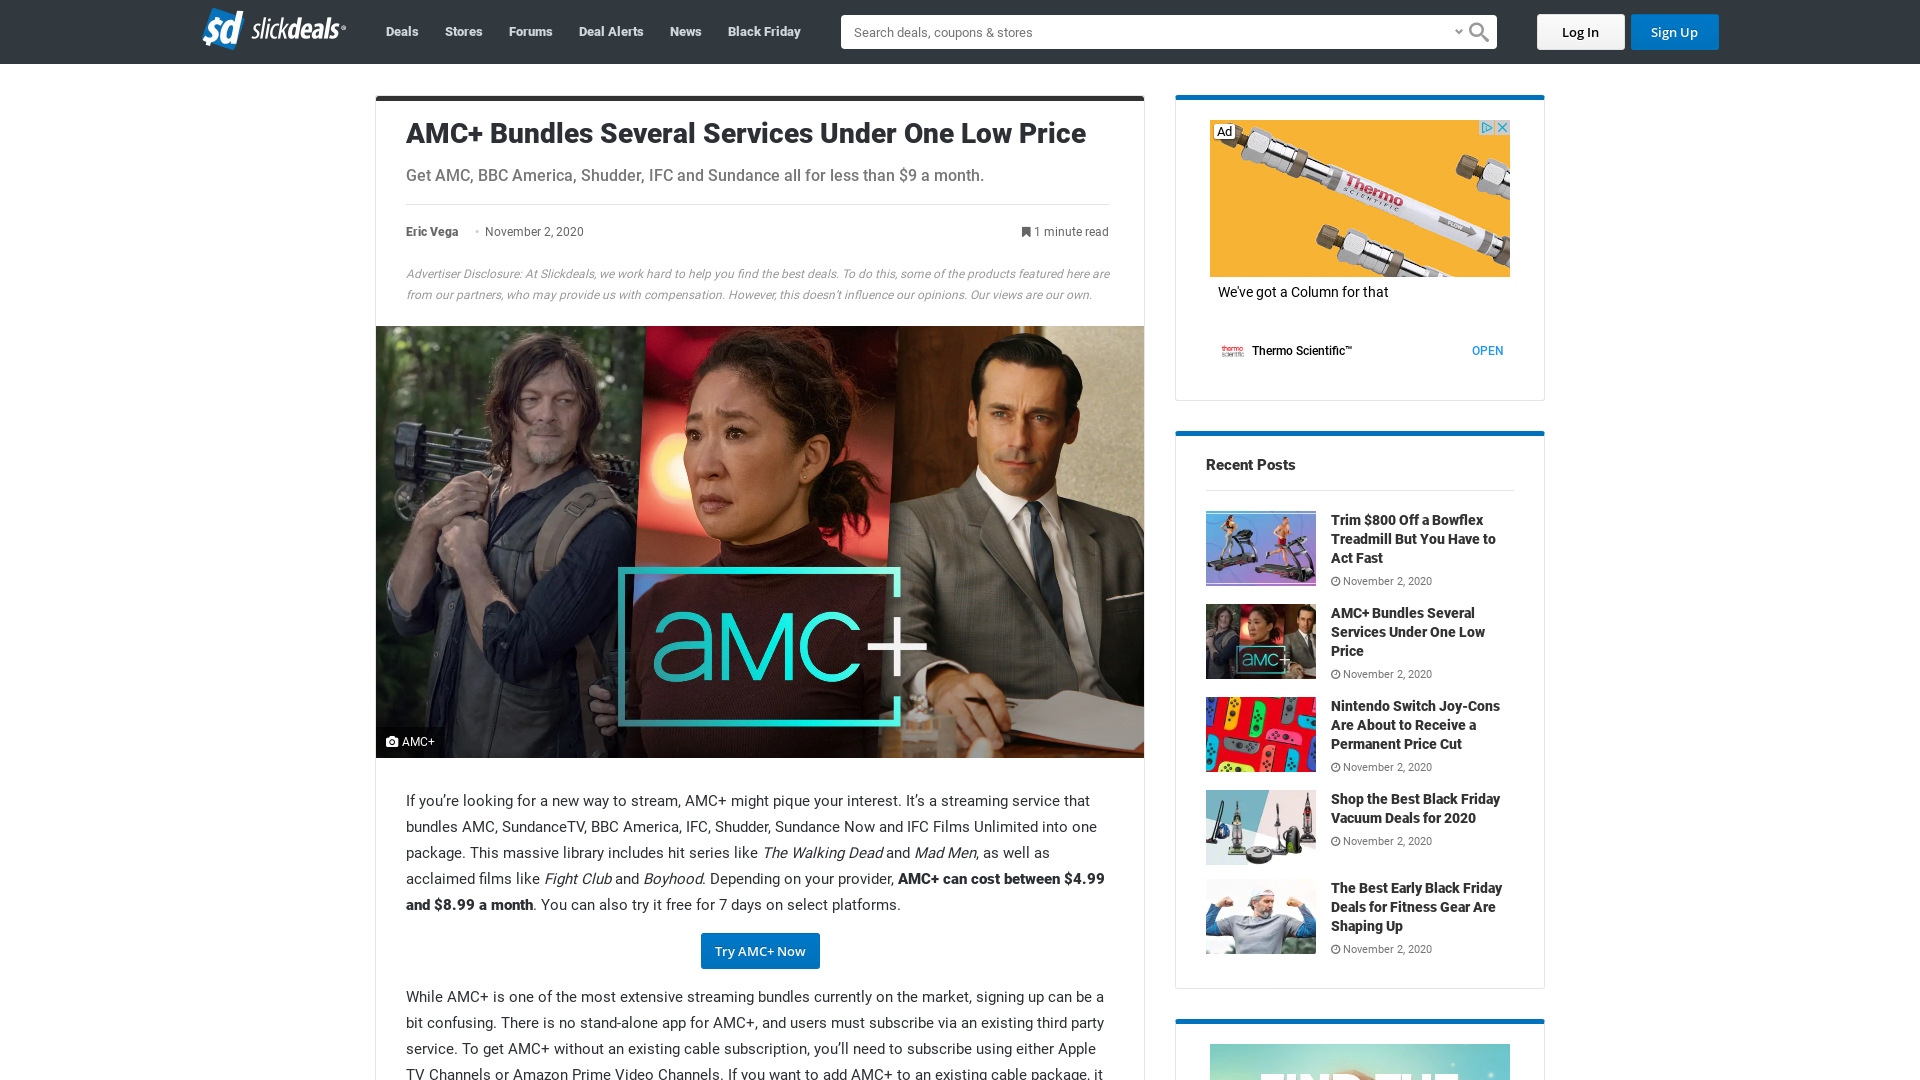 sd slickdeals
Deals
Stores
Forums
Deal Alerts
News
Black Friday
Search deals, coupons & stores
Log In
Sign Up
AMC+ Bundles Several Services Under One Low Price
Get AMC, BBC America, Shudder, IFC and Sundance all for less than $9 a month.
Eric Vega • November 2, 2020
1 minute read
Advertiser Disclosure: At Slickdeals, we work hard to help you find the best deals. To do this, some of the products featured here are
from our partners, who may provide us with compensation. However, this doesn’t influence our opinions. Our views are our own.
aMC+
AMC+
If you’re looking for a new way to stream, AMC+ might pique your interest. It’s a streaming service that
bundles AMC, SundanceTV, BBC America, IFC, Shudder, Sundance Now and IFC Films Unlimited into one
package. This massive library includes hit series like The Walking Dead and Mad Men, as well as
acclaimed films like Fight Club and Boyhood. Depending on your provider, AMC+ can cost between $4.99
and $8.99 a month. You can also try it free for 7 days on select platforms.
Try AMC+ Now
While AMC+ is one of the most extensive streaming bundles currently on the market, signing up can be a
bit confusing. There is no stand-alone app for AMC+, and users must subscribe via an existing third party
service. To get AMC+ without an existing cable subscription, you’ll need to subscribe using either Apple
TV Channels or Amazon Prime Video Channels. If you want to add AMC+ to an existing cable package, it
Ad
Thermo
SCIENTIFIC
FLOW
We've got a Column for that
thermo
scientific
Thermo Scientific™
OPEN
Recent Posts
Trim $800 Off a Bowflex
Treadmill But You Have to
Act Fast
November 2, 2020
aMC+
AMC+ Bundles Several
Services Under One Low
Price
November 2, 2020
Nintendo Switch Joy-Cons
Are About to Receive a
Permanent Price Cut
November 2, 2020
Shop the Best Black Friday
Vacuum Deals for 2020
November 2, 2020
The Best Early Black Friday
Deals for Fitness Gear Are
Shaping Up
November 2, 2020
FIND THE